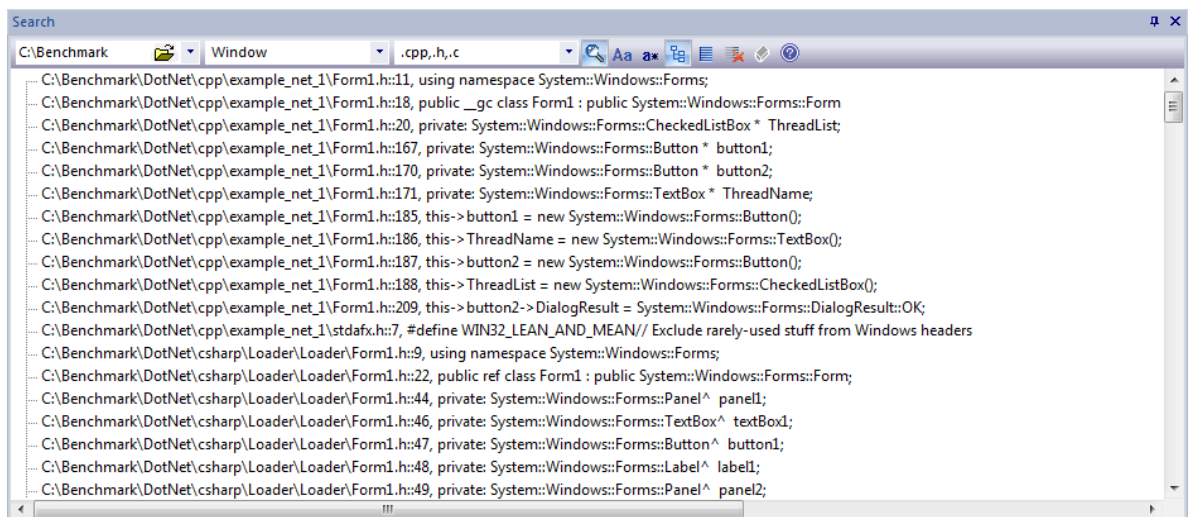 Search
C:\Benchmark Window .cpp,.h,.c Aa a*
C:\Benchmark\DotNet\cpp\example_net_1\Form1.h::11, using namespace System::Windows::Forms;
C:\Benchmark\DotNet\cpp\example_net_1\Form1.h::18, public __gc class Form1 : public System::Windows::Forms::Form
C:\Benchmark\DotNet\cpp\example_net_1\Form1.h::20, private: System::Windows::Forms::CheckedListBox *  ThreadList;
C:\Benchmark\DotNet\cpp\example_net_1\Form1.h::167, private: System::Windows::Forms::Button *  button1;
C:\Benchmark\DotNet\cpp\example_net_1\Form1.h::170, private: System::Windows::Forms::Button *  button2;
C:\Benchmark\DotNet\cpp\example_net_1\Form1.h::171, private: System::Windows::Forms::TextBox *  ThreadName;
C:\Benchmark\DotNet\cpp\example_net_1\Form1.h::185, this->button1 = new System::Windows::Forms::Button();
C:\Benchmark\DotNet\cpp\example_net_1\Form1.h::186, this->ThreadName = new System::Windows::Forms::TextBox();
C:\Benchmark\DotNet\cpp\example_net_1\Form1.h::187, this->button2 = new System::Windows::Forms::Button();
C:\Benchmark\DotNet\cpp\example_net_1\Form1.h::188, this->ThreadList = new System::Windows::Forms::CheckedListBox();
C:\Benchmark\DotNet\cpp\example_net_1\Form1.h::209, this->button2->DialogResult = System::Windows::Forms::DialogResult::OK;
C:\Benchmark\DotNet\cpp\example_net_1\stdafx.h::7, #define WIN32_LEAN_AND_MEAN// Exclude rarely-used stuff from Windows headers
C:\Benchmark\DotNet\csharp\Loader\Loader\Form1.h::9, using namespace System::Windows::Forms;
C:\Benchmark\DotNet\csharp\Loader\Loader\Form1.h::22, public ref class Form1 : public System::Windows::Forms::Form;
C:\Benchmark\DotNet\csharp\Loader\Loader\Form1.h::44, private: System::Windows::Forms::Panel^  panel1;
C:\Benchmark\DotNet\csharp\Loader\Loader\Form1.h::46, private: System::Windows::Forms::TextBox^  textBox1;
C:\Benchmark\DotNet\csharp\Loader\Loader\Form1.h::47, private: System::Windows::Forms::Button^  button1;
C:\Benchmark\DotNet\csharp\Loader\Loader\Form1.h::48, private: System::Windows::Forms::Label^  label1;
C:\Benchmark\DotNet\csharp\Loader\Loader\Form1.h::49, private: System::Windows::Forms::Panel^  panel2;